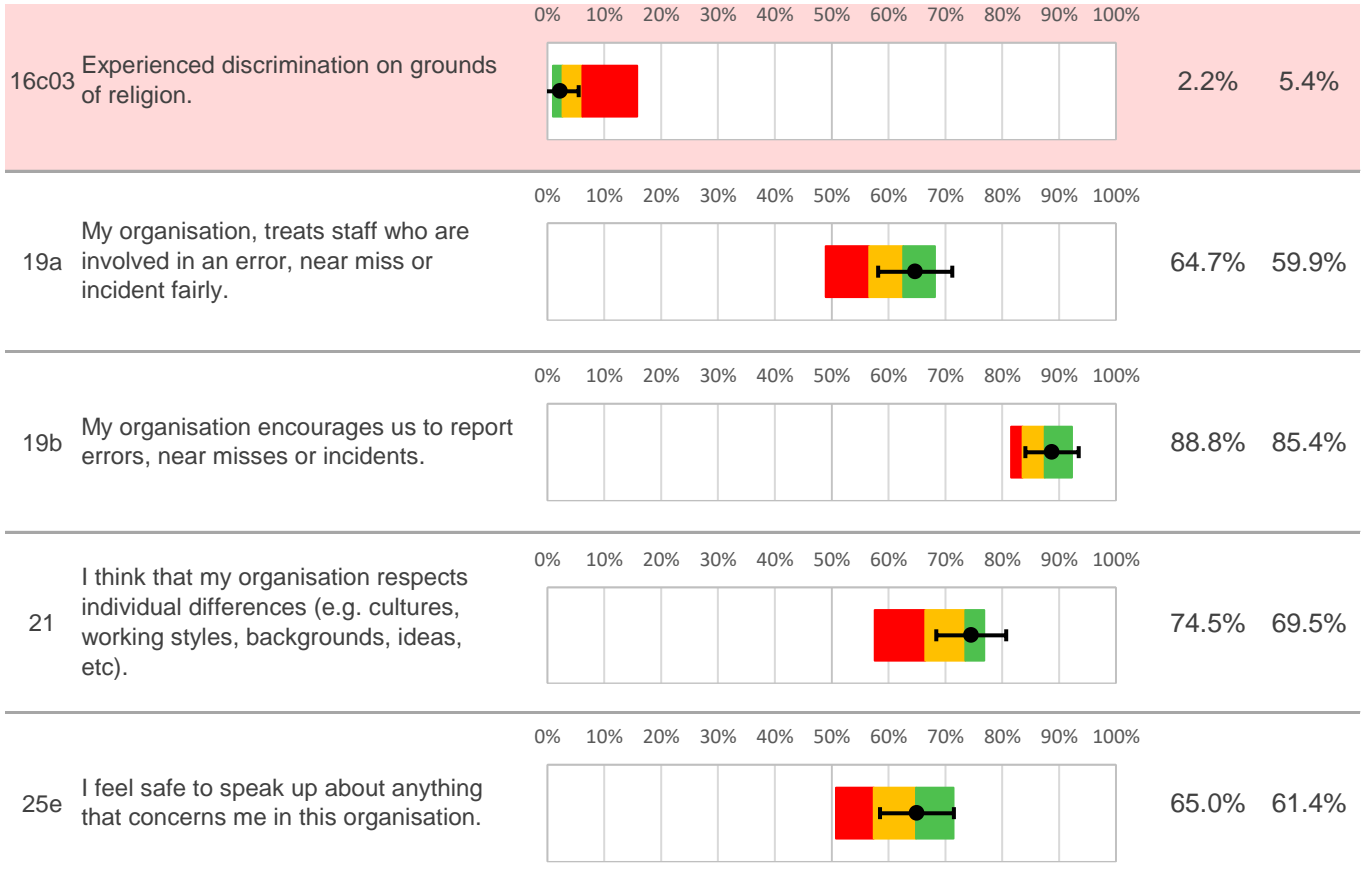 0% 10% 20% 30% 40% 50% 60% 70% 80% 90% 100%
16c03 Experienced discrimination on grounds
of religion.
2.2% 5.4%
0% 10% 20% 30% 40% 50% 60% 70% 80% 90% 100%
19a My organisation, treats staff who are
involved in an error, near miss or
incident fairly.
64.7% 59.9%
0% 10% 20% 30% 40% 50% 60% 70% 80% 90% 100%
19b My organisation encourages us to report
errors, near misses or incidents.
88.8% 85.4%
0% 10% 20% 30% 40% 50% 60% 70% 80% 90% 100%
21 I think that my organisation respects
individual differences (e.g. cultures,
working styles, backgrounds, ideas,
etc).
74.5% 69.5%
0% 10% 20% 30% 40% 50% 60% 70% 80% 90% 100%
25e I feel safe to speak up about anything
that concerns me in this organisation.
65.0% 61.4%